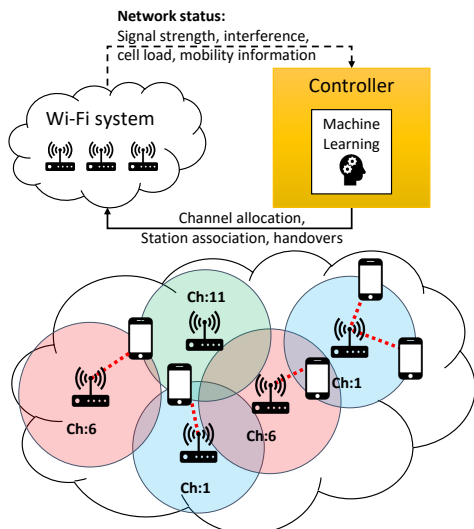 Network status:
Signal strength, interference,
cell load, mobility information
Controller
Wi-Fi system
Machine
Learning
Channel allocation,
Station association, handovers
Ch:11
Ch:1
Ch:6
Ch:6
Ch:1